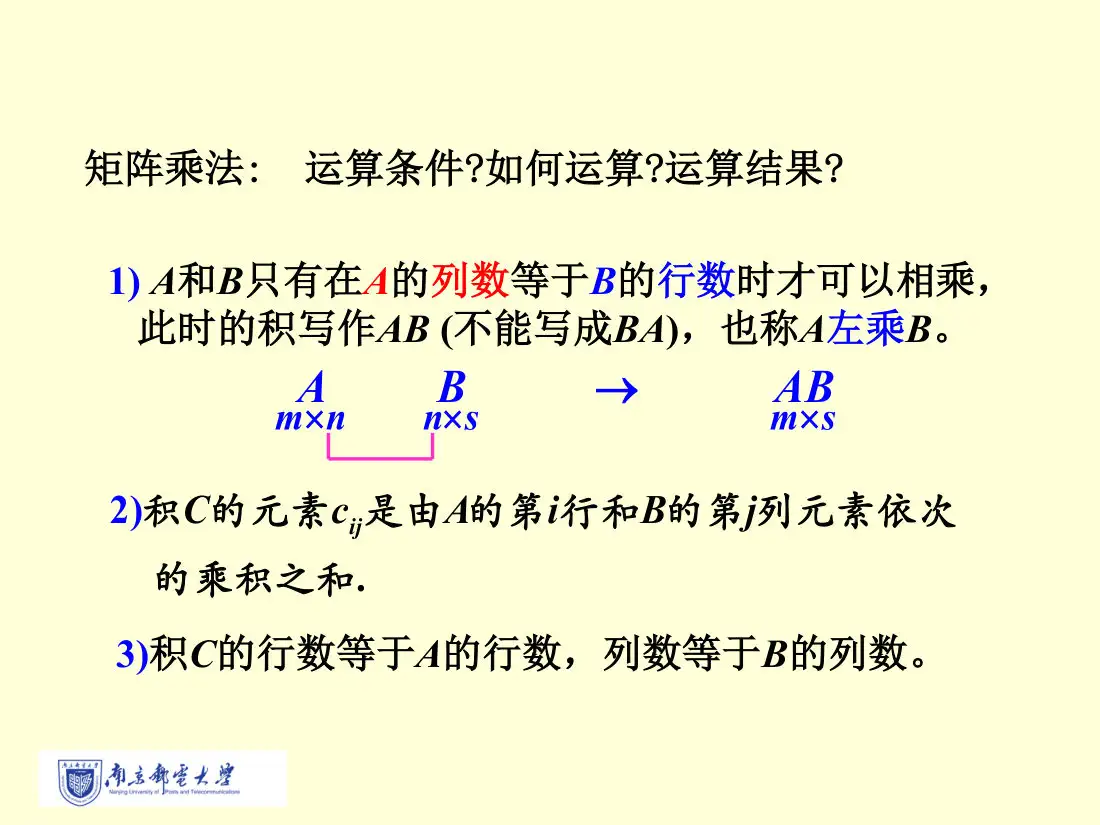 矩阵乘法: 运算条件?如何运算?运算结果?
1) A和B只有在A的列数等于B的行数时才可以相乘，
此时的积写作AB (不能写成BA)，也称A左乘B。
A B → AB
m×n n×s m×s
2)积C的元素cij是由A的第i行和B的第j列元素依次
的乘积之和.
3)积C的行数等于A的行数，列数等于B的列数。
南京邮电大学
Nanjing University of Posts and Telecommunications